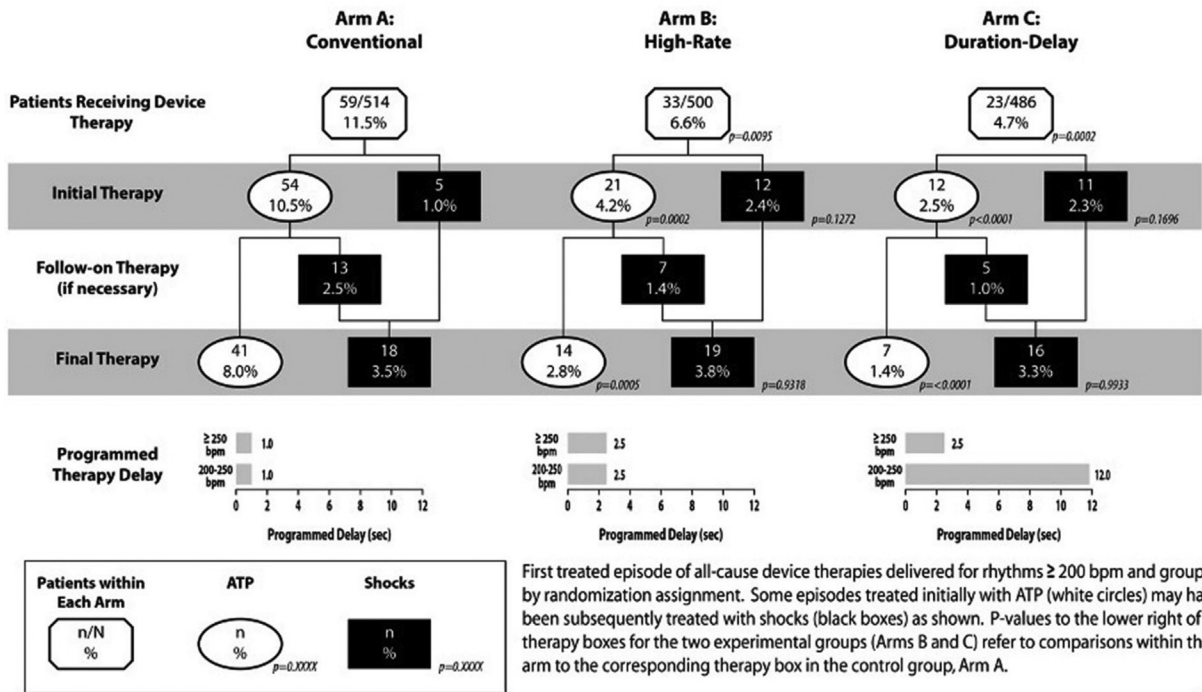 Arm A:
Conventional
Arm B:
High-Rate
Arm C:
Duration-Delay
Patients Receiving Device
Therapy
59/514
11.5%
33/500
6.6%
p=0.0095
23/486
4.7%
p=0.0002
Initial Therapy
54
10.5%
5
1.0%
21
4.2%
p=0.0002
12
2.4%
p=0.1272
12
2.5%
p<0.0001
11
2.3%
p=0.1696
Follow-on Therapy
(if necessary)
13
2.5%
7
1.4%
5
1.0%
Final Therapy
41
8.0%
18
3.5%
14
2.8%
p=0.0005
19
3.8%
p=0.9318
7
1.4%
p=<0.0001
16
3.3%
p=0.9933
Programmed
Therapy Delay
≥ 250
bpm
1.0
200-250
bpm
1.0
0 2 4 6 8 10 12
Programmed Delay (sec)
≥ 250
bpm
2.5
200-250
bpm
2.5
0 2 4 6 8 10 12
Programmed Delay (sec)
≥ 250
bpm
2.5
200-250
bpm
12.0
0 2 4 6 8 10 12
Programmed Delay (sec)
Patients within
Each Arm
n/N
%
ATP
n
%
p=0.XXXX
Shocks
n
%
p=0.XXXX
First treated episode of all-cause device therapies delivered for rhythms ≥ 200 bpm and group
by randomization assignment. Some episodes treated initially with ATP (white circles) may ha
been subsequently treated with shocks (black boxes) as shown. P-values to the lower right of
therapy boxes for the two experimental groups (Arms B and C) refer to comparisons within th
arm to the corresponding therapy box in the control group, Arm A.